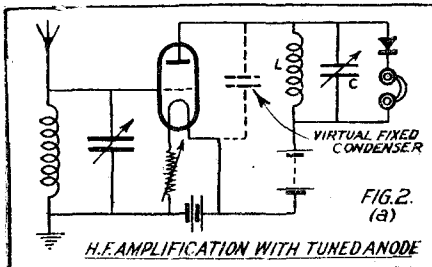 L
C
VIRTUAL FIXED
CONDENSER
FIG.2.
(a)
H.F. AMPLIFICATION WITH TUNED ANODE